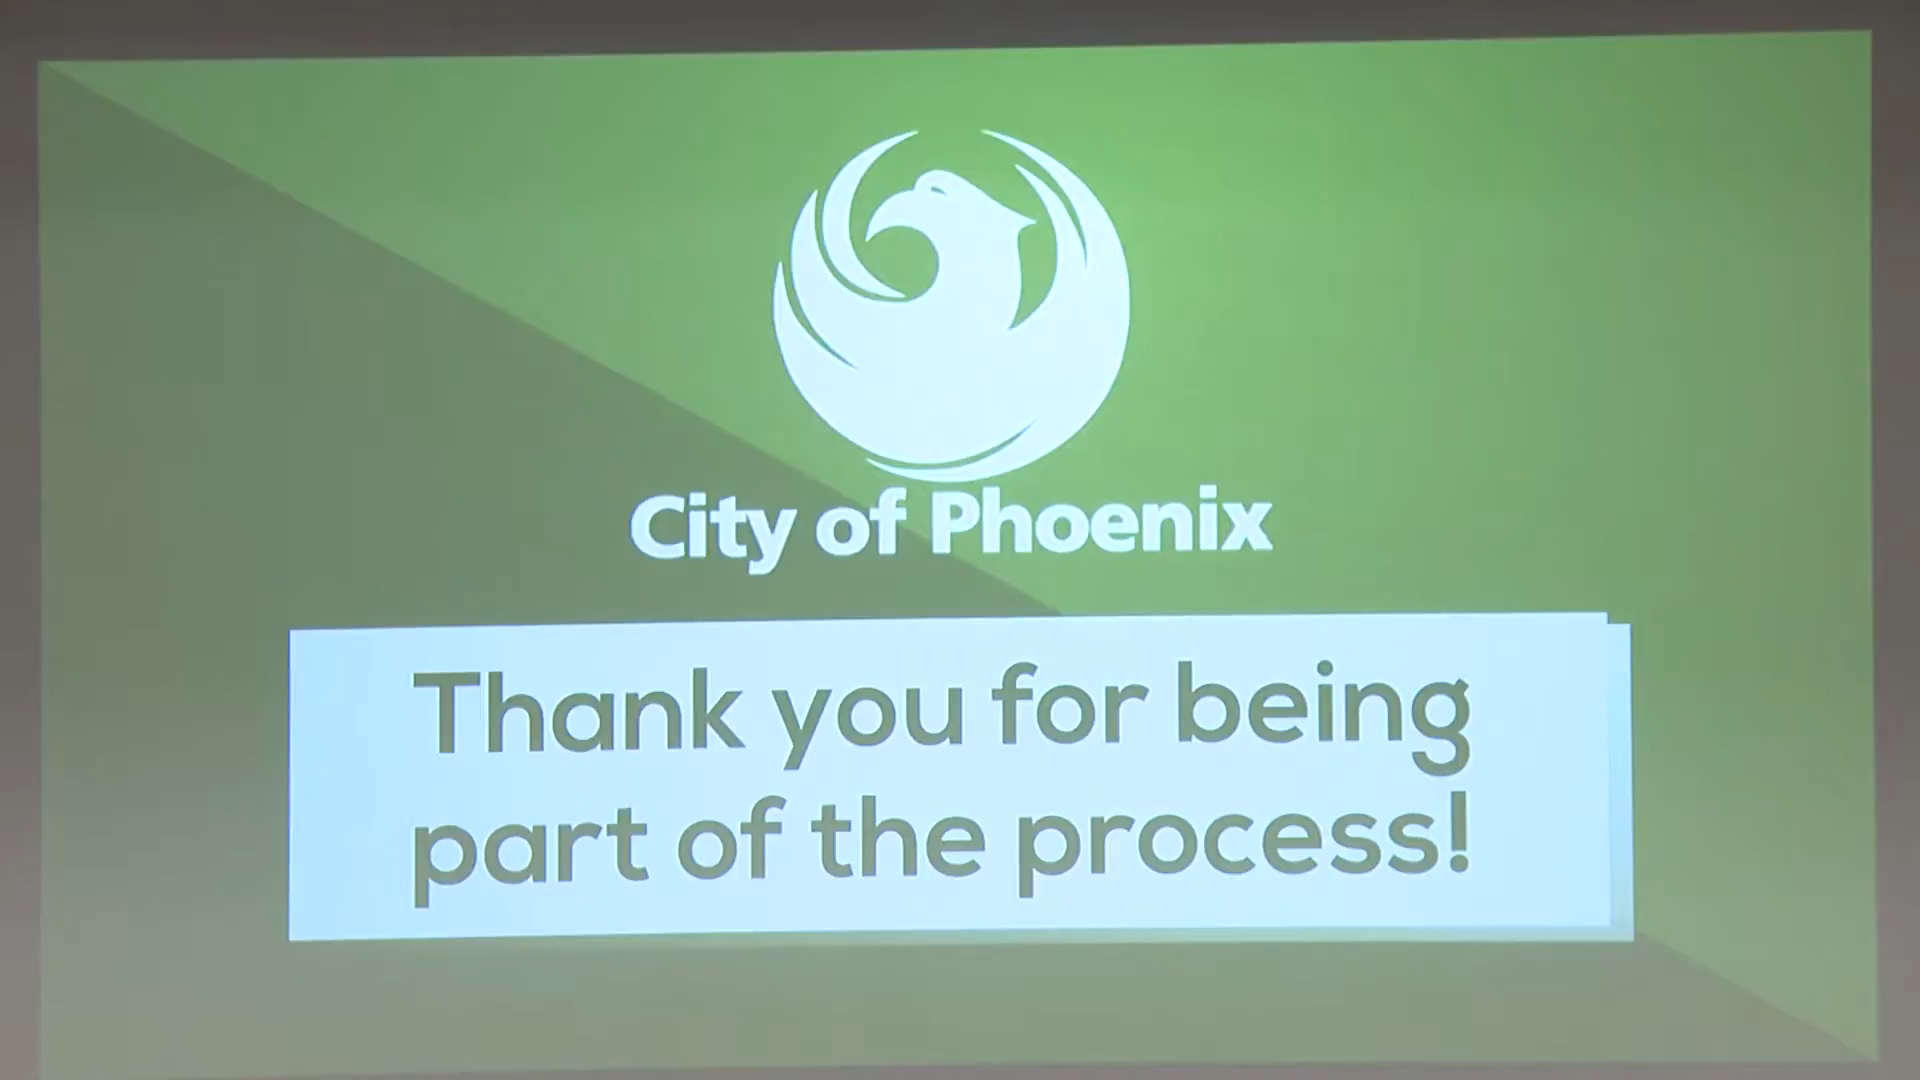 City of Phoenix
Thank you for being
part of the process!